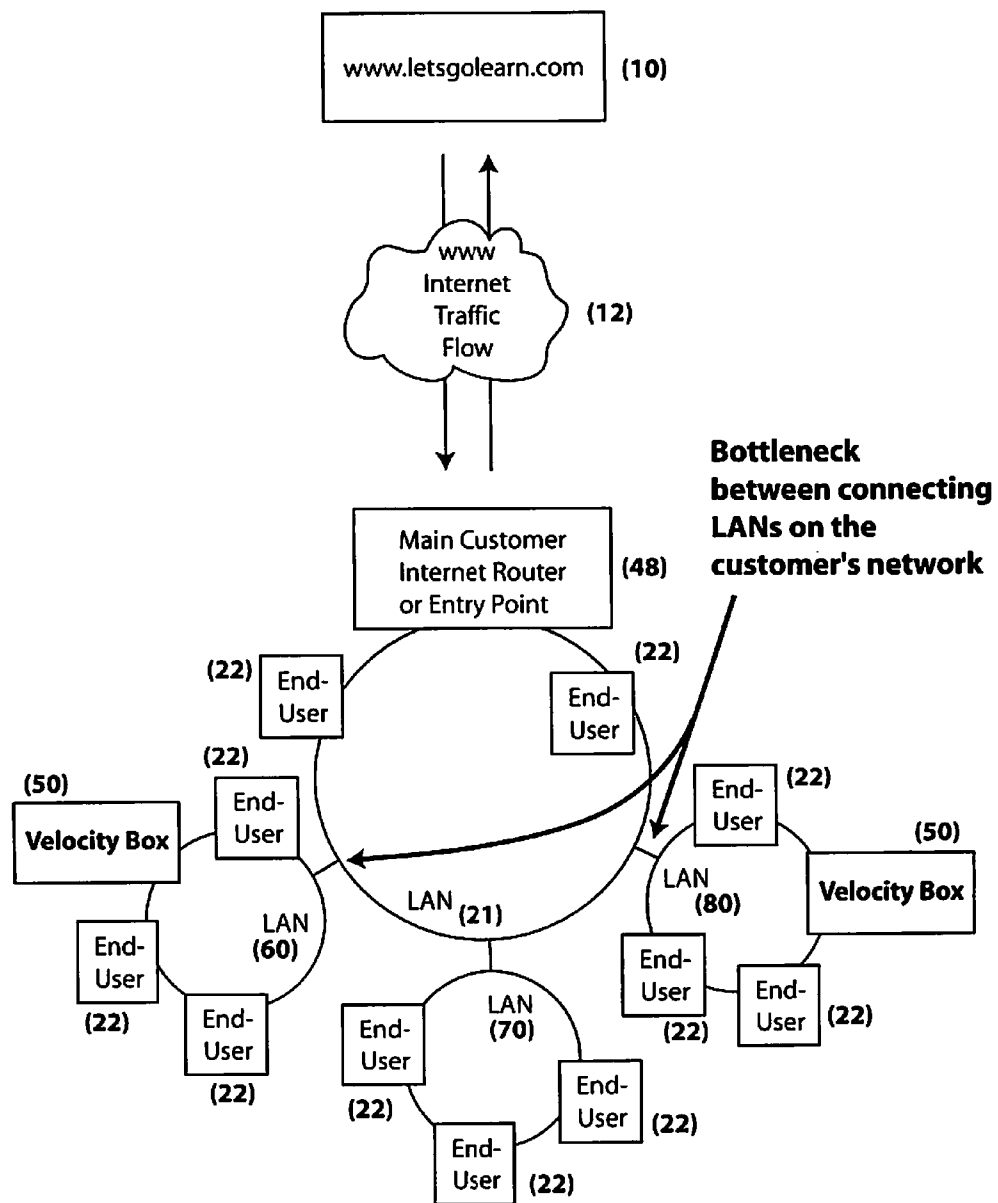 www.letsgolearn.com
(10)
www
Internet
Traffic
Flow
(12)
Bottleneck
between connecting
LANs on the
customer's network
Main Customer
Internet Router
or Entry Point
(48)
(22)
End-
User
(22)
End-
User
(22)
End-
User
(50)
Velocity Box
LAN
(60)
End-
User
(22)
End-
User
(22)
LAN (21)
(22)
End-
User
(50)
Velocity Box
LAN
(80)
End-
User
(22)
End-
User
(22)
LAN
(70)
End-
User
(22)
End-
User
(22)
End-
User
(22)